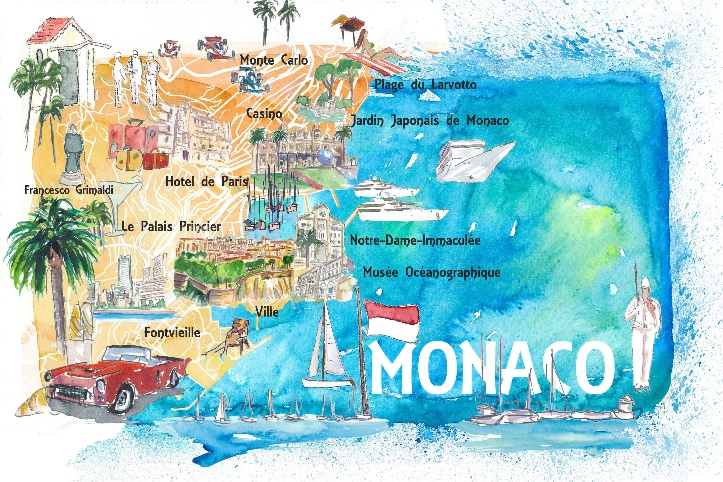 Monte Carlo
Plage du Larvotto
Casino
Jardin Japonais de Monaco
Hotel de Paris
Francesco Grimaldi
Le Palais Princier
Notre-Dame-Immaculée
Musée Oceanographique
Ville
Fontvieille
MONACO